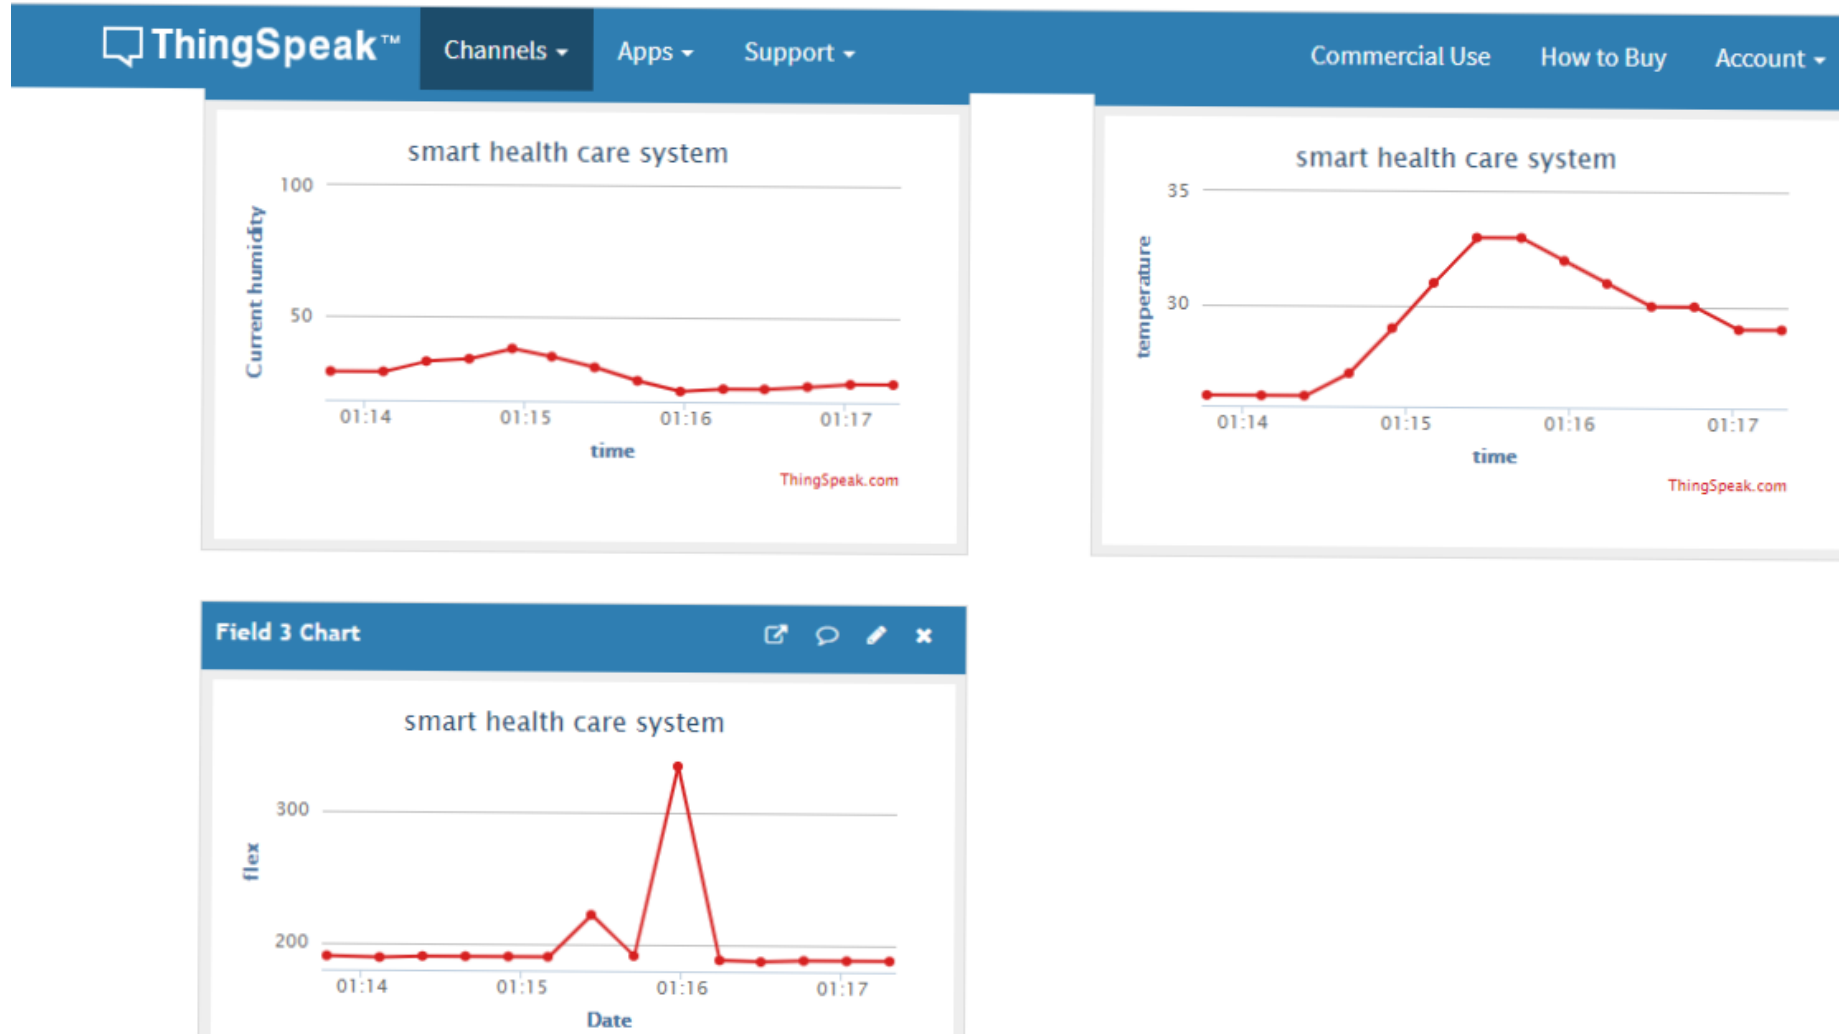 ThingSpeak™ Channels Apps Support Commercial Use How to Buy Account
smart health care system
100
50
Current humidity
01:14 01:15 01:16 01:17
time
ThingSpeak.com
smart health care system
35
30
temperature
01:14 01:15 01:16 01:17
time
ThingSpeak.com
Field 3 Chart
smart health care system
300
200
flex
01:14 01:15 01:16 01:17
Date